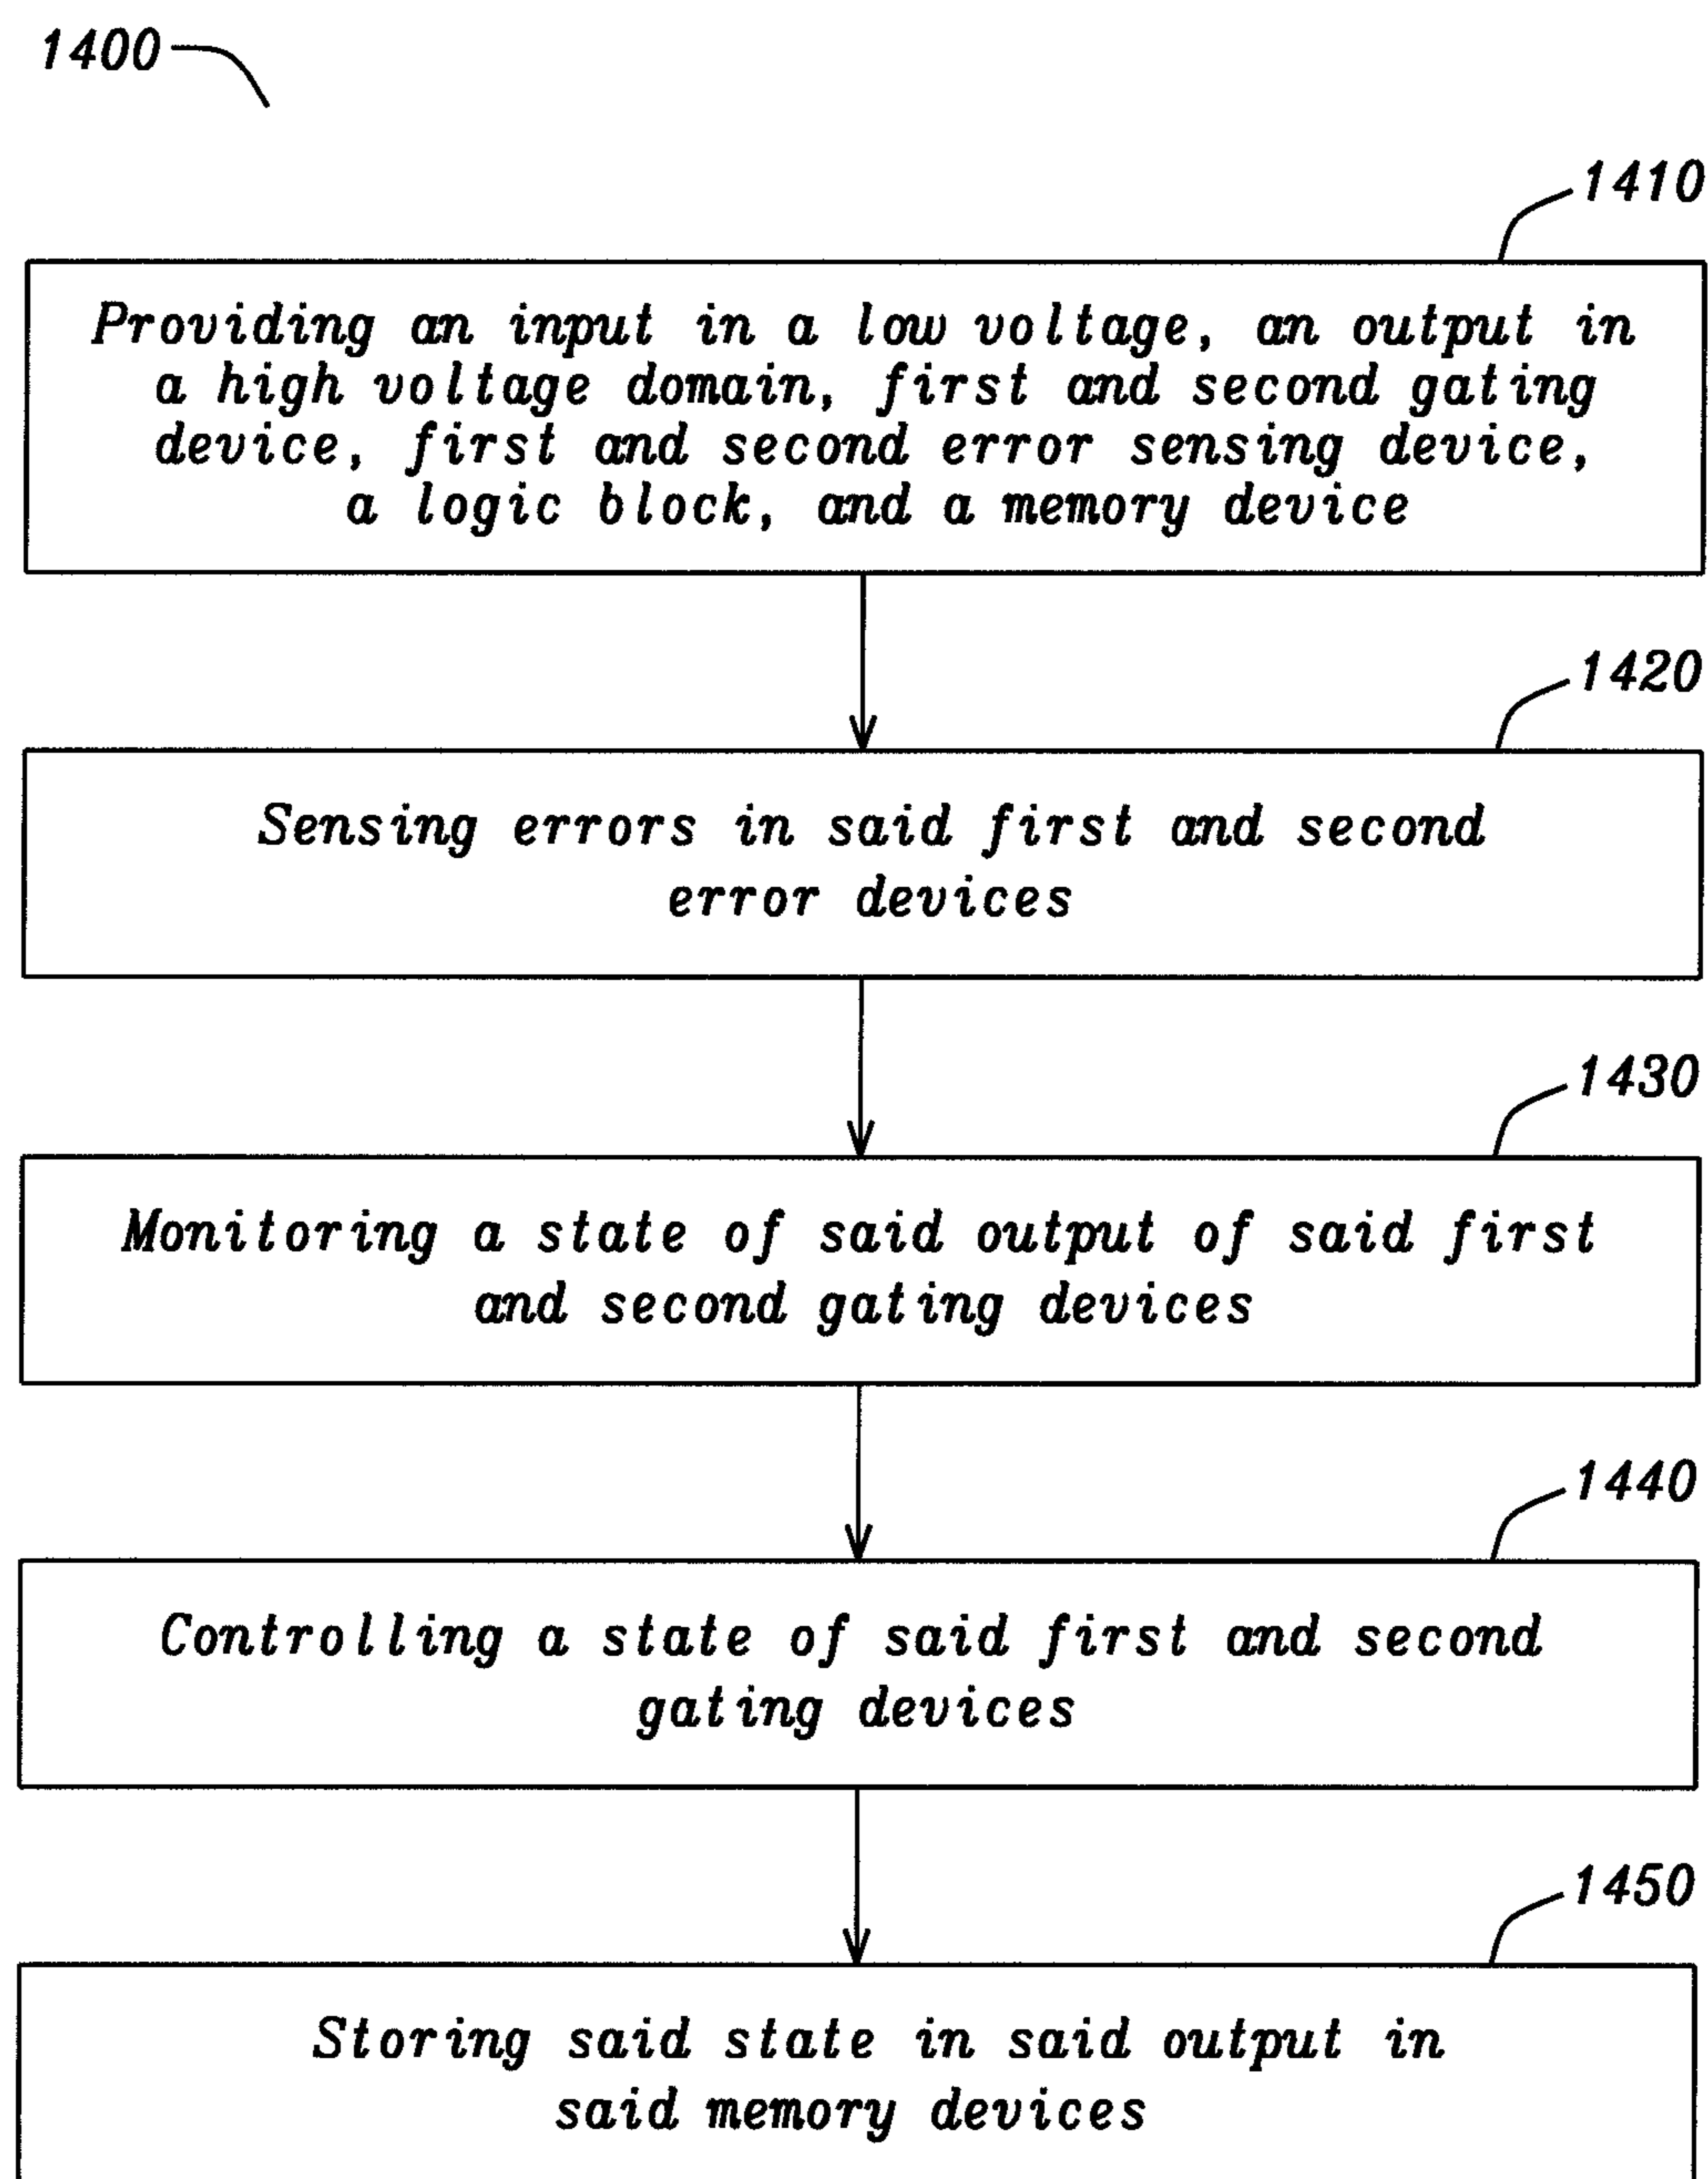 1400
1410
Providing an input in a low voltage, an output in
a high voltage domain, first and second gating
device, first and second error sensing device,
a logic block, and a memory device
1420
Sensing errors in said first and second
error devices
1430
Monitoring a state of said output of said first
and second gating devices
1440
Controlling a state of said first and second
gating devices
1450
Storing said state in said output in
said memory devices